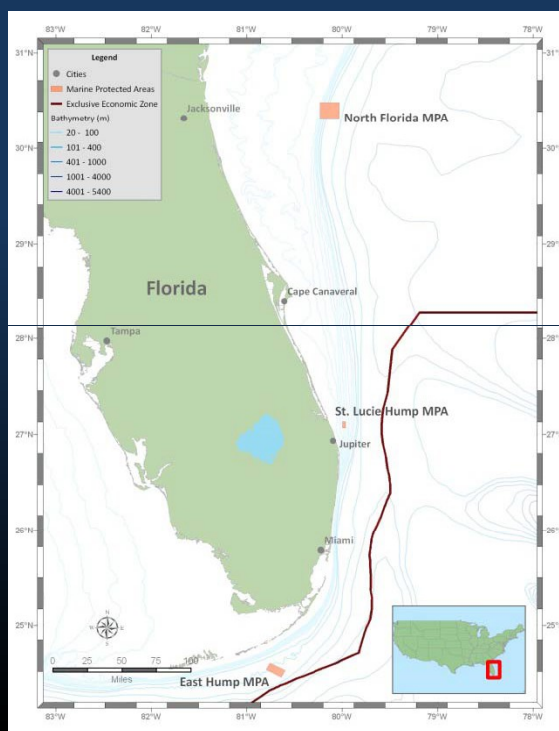 83°W 82°W 81°W 80°W 79°W 78°W
31°N 31°N
Legend
Cities
Marine Protected Areas
Exclusive Economic Zone
Bathymetry (m)
20 - 100
101 - 400
401 - 1000
1001 - 4000
4001 - 5400
Jacksonville
North Florida MPA
30°N 30°N
29°N 29°N
Florida
Cape Canaveral
28°N 28°N
Tampa
St. Lucie Hump MPA
27°N 27°N
Jupiter
26°N 26°N
Miami
25°N 25°N
N
W E
S
0 25 50 100
Miles
East Hump MPA
83°W 82°W 81°W 80°W 79°W 78°W